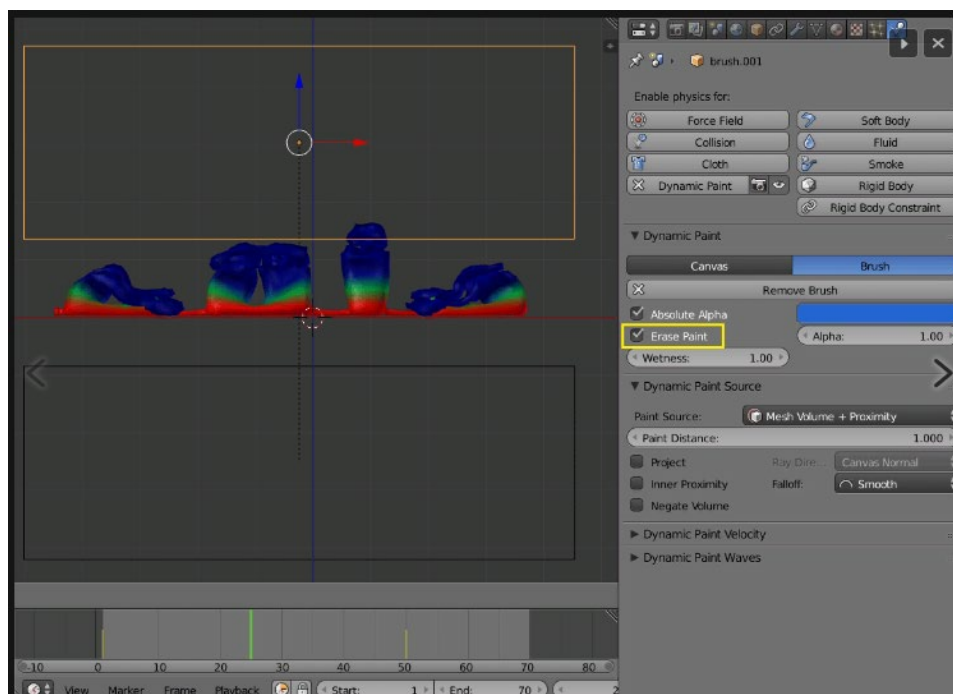 brush.001
Enable physics for:
Force Field
Soft Body
Collision
Fluid
Cloth
Smoke
Dynamic Paint
Rigid Body
Rigid Body Constraint
Dynamic Paint
Canvas
Brush
Remove Brush
Absolute Alpha
Erase Paint
Alpha: 1.00
Wetness: 1.00
Dynamic Paint Source
Paint Source: Mesh Volume + Proximity
Paint Distance: 1.000
Project
Ray Dire...
Canvas Normal
Inner Proximity
Falloff: Smooth
Negate Volume
Dynamic Paint Velocity
Dynamic Paint Waves
-10 0 10 20 30 40 50 60 70 80
View Marker Frame Playback Start: 1 End: 70 2